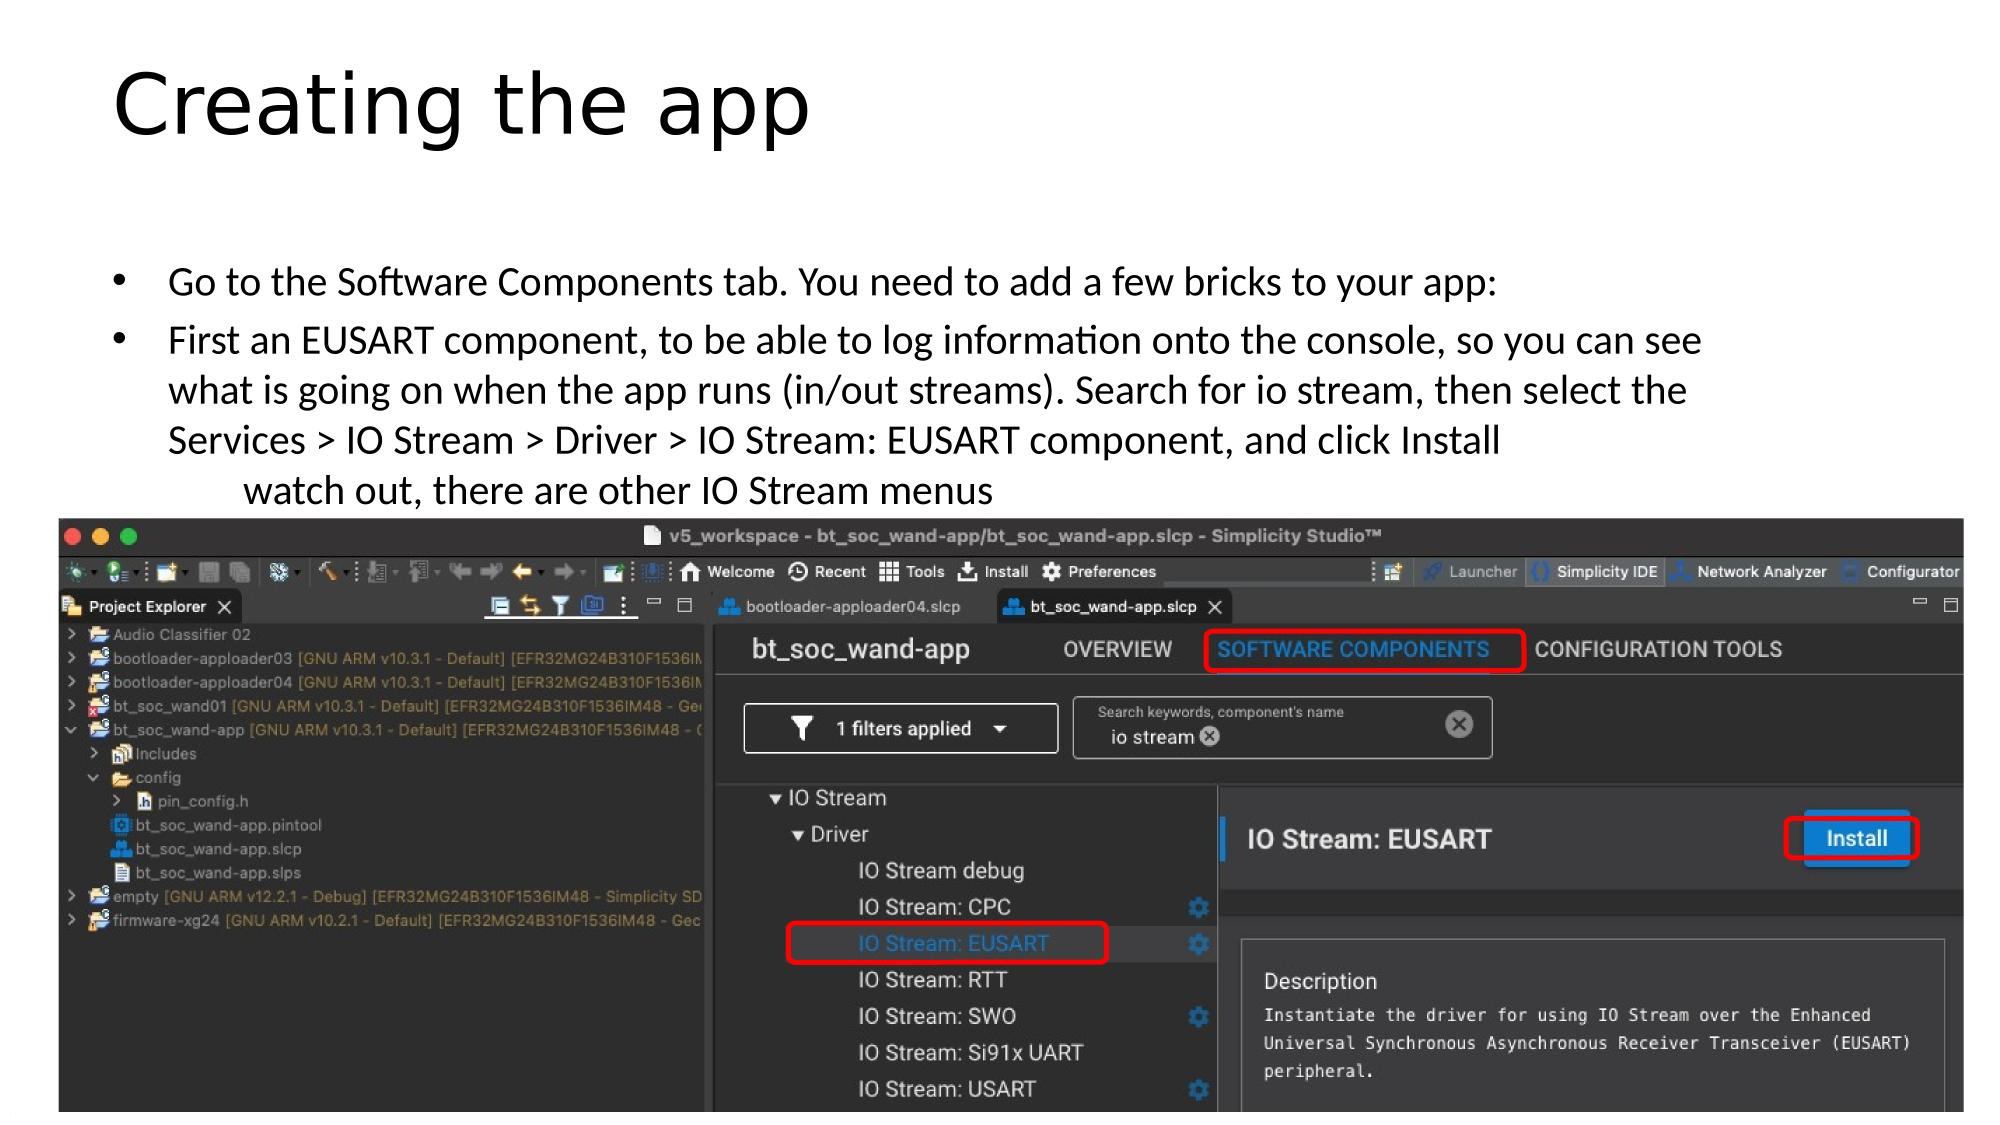 Creating the app
• Go to the Software Components tab. You need to add a few bricks to your app:
• First an EUSART component, to be able to log information onto the console, so you can see
what is going on when the app runs (in/out streams). Search for io stream, then select the
Services > IO Stream > Driver > IO Stream: EUSART component, and click Install
watch out, there are other IO Stream menus
v5_workspace - bt_soc_wand-app/bt_soc_wand-app.slcp - Simplicity Studio™
Welcome Recent Tools Install Preferences Launcher Simplicity IDE Network Analyzer Configurator
Project Explorer
bootloader-apploader04.slcp bt_soc_wand-app.slcp
Audio Classifier 02
bootloader-apploader03 [GNU ARM v10.3.1 - Default] [EFR32MG24B310F1536IM
bootloader-apploader04 [GNU ARM v10.3.1 - Default] [EFR32MG24B310F1536IM
bt_soc_wand01 [GNU ARM v10.3.1 - Default] [EFR32MG24B310F1536IM48 - Ge
bt_soc_wand-app [GNU ARM v10.3.1 - Default] [EFR32MG24B310F1536IM48 -
Includes
config
pin_config.h
bt_soc_wand-app.pintool
bt_soc_wand-app.slcp
bt_soc_wand-app.slps
empty [GNU ARM v12.2.1 - Debug] [EFR32MG24B310F1536IM48 - Simplicity SD
firmware-xg24 [GNU ARM v10.2.1 - Default] [EFR32MG24B310F1536IM48 - Gec
bt_soc_wand-app OVERVIEW SOFTWARE COMPONENTS CONFIGURATION TOOLS
1 filters applied
Search keywords, component's name
io stream
IO Stream
Driver
IO Stream debug
IO Stream: CPC
IO Stream: EUSART
IO Stream: RTT
IO Stream: SWO
IO Stream: Si91x UART
IO Stream: USART
IO Stream: EUSART
Install
Description
Instantiate the driver for using IO Stream over the Enhanced
Universal Synchronous Asynchronous Receiver Transceiver (EUSART)
peripheral.